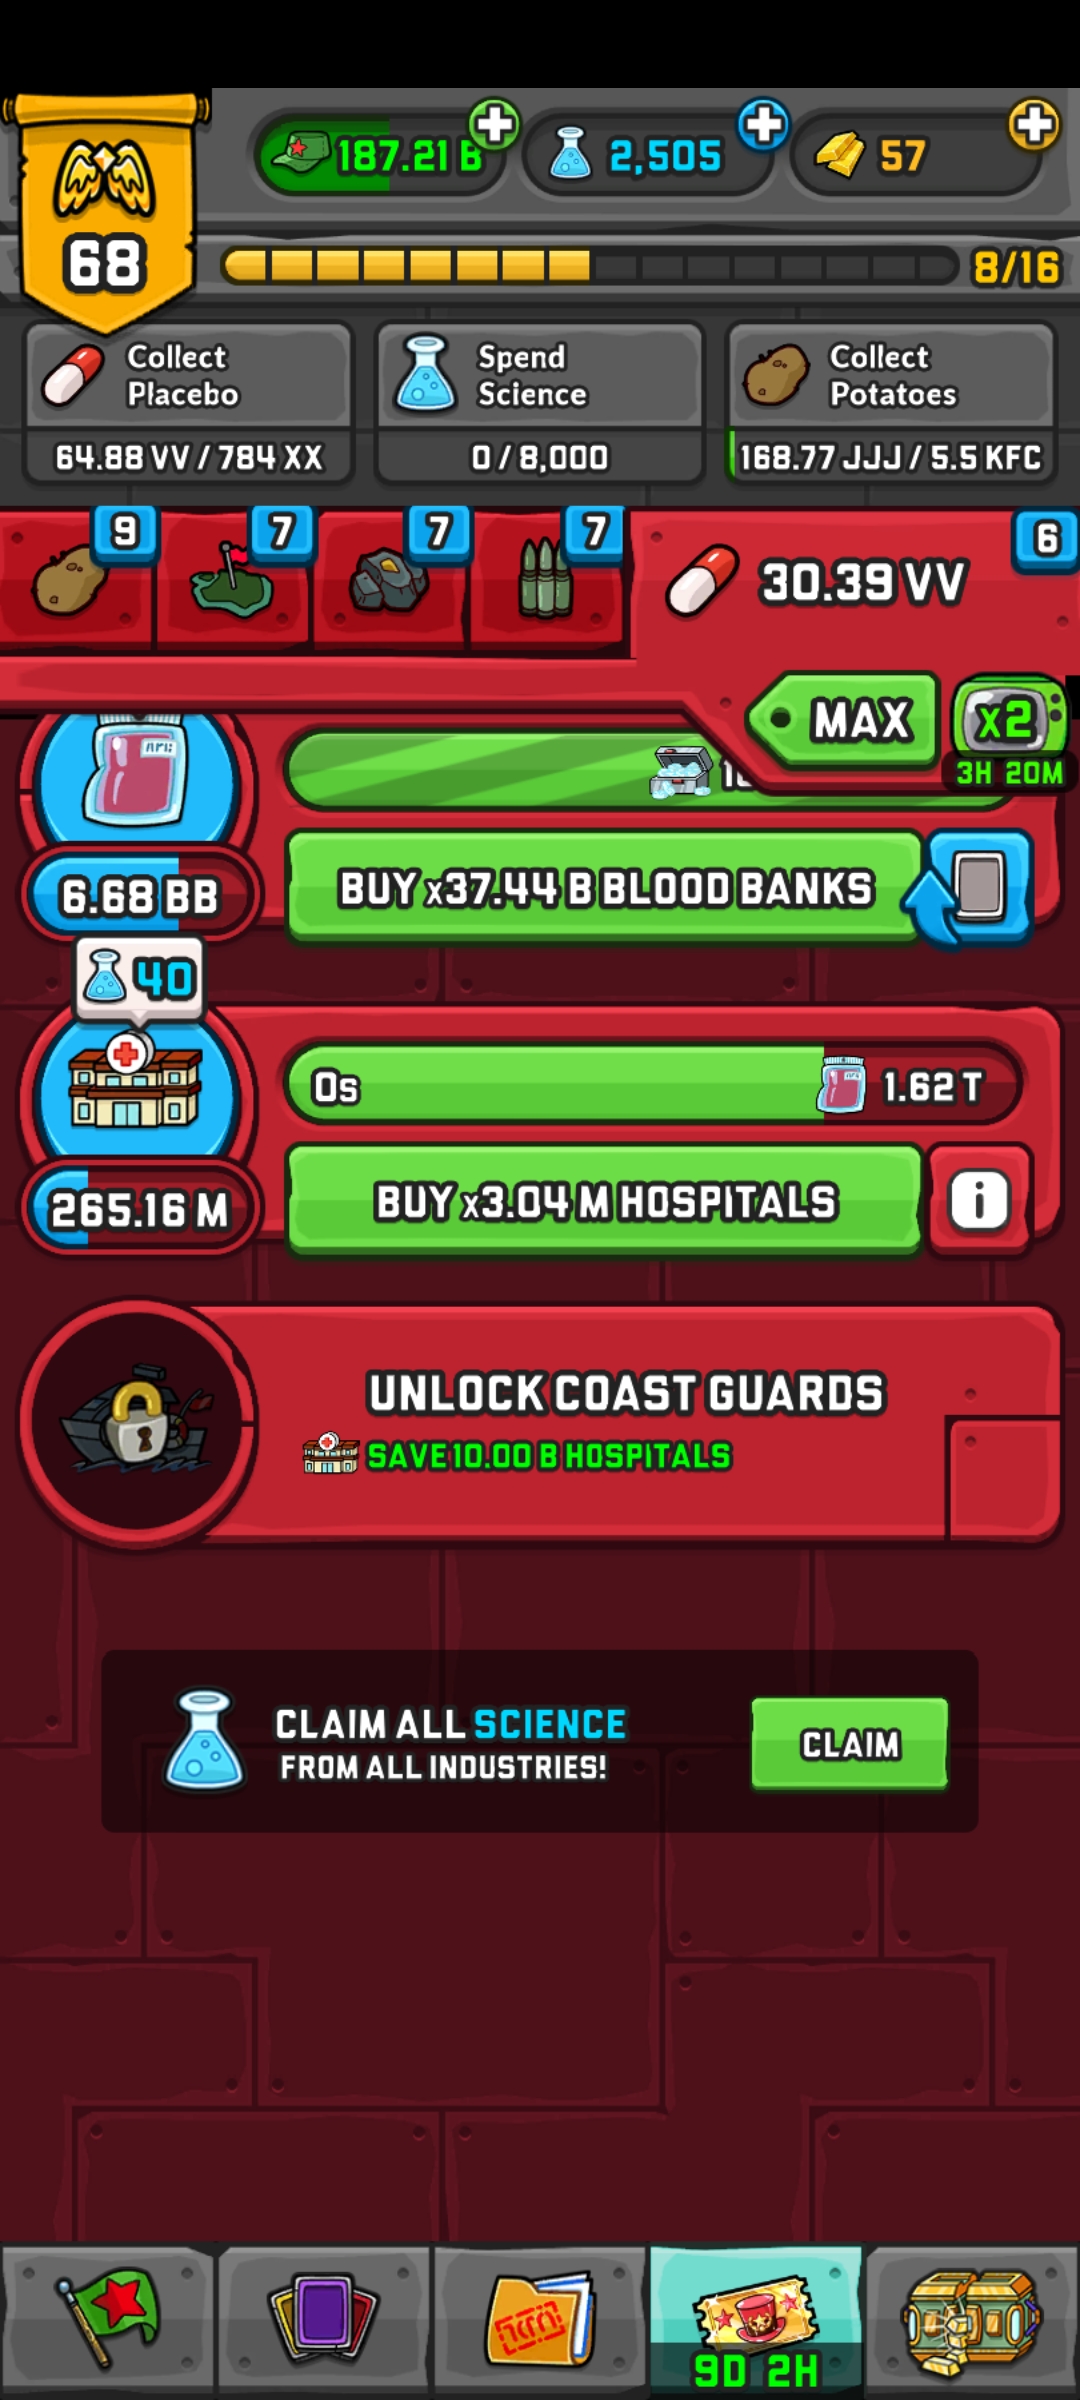 187.21 B
2,505
57
68
8/16
Collect
Placebo
64.88 VV / 784 XX
Spend
Science
0 / 8,000
Collect
Potatoes
168.77 JJJ / 5.5 KFC
9
7
7
7
6
30.39 VV
MAX
x2
3H 20M
6.68 BB
BUY x37.44 B BLOOD BANKS
40
0s
1.62 T
265.16 M
BUY x3.04 M HOSPITALS
i
UNLOCK COAST GUARDS
SAVE 10.00 B HOSPITALS
CLAIM ALL SCIENCE
FROM ALL INDUSTRIES!
CLAIM
9D 2H